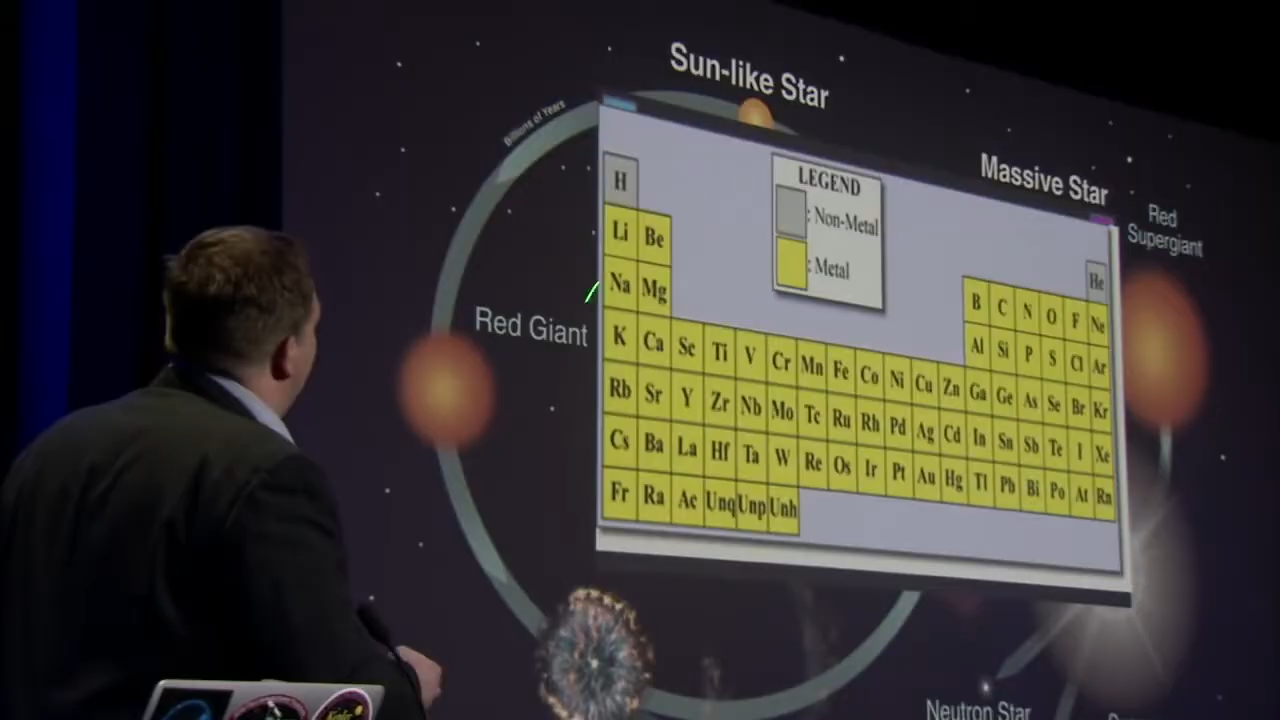 Sun-like Star
Billions of Years
Massive Star
Red
Supergiant
Red Giant
LEGEND
: Non-Metal
: Metal
H He
Li Be B C N O F Ne
Na Mg Al Si P S Cl Ar
K Ca Sc Ti V Cr Mn Fe Co Ni Cu Zn Ga Ge As Se Br Kr
Rb Sr Y Zr Nb Mo Tc Ru Rh Pd Ag Cd In Sn Sb Te I Xe
Cs Ba La Hf Ta W Re Os Ir Pt Au Hg Tl Pb Bi Po At Rn
Fr Ra Ac Unq Unp Unh
Neutron Star